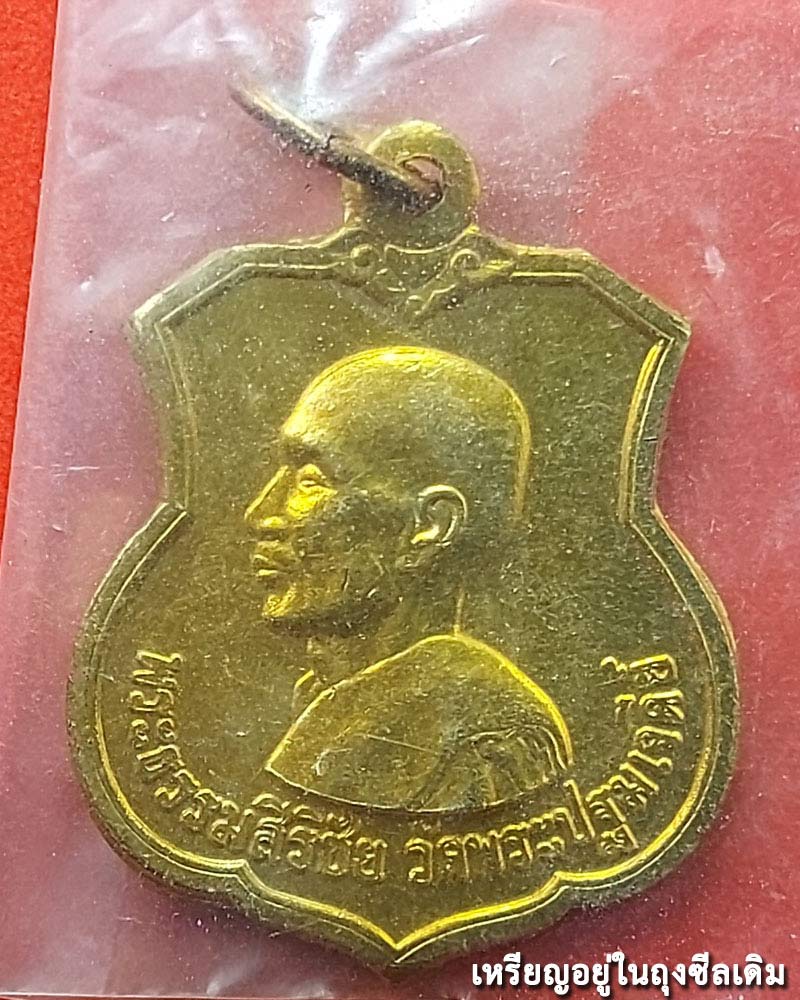 พระธรรมสิริชัย วัดพระปฐมเจดีย์
เหรียญอยู่ในถุงซีลเดิม